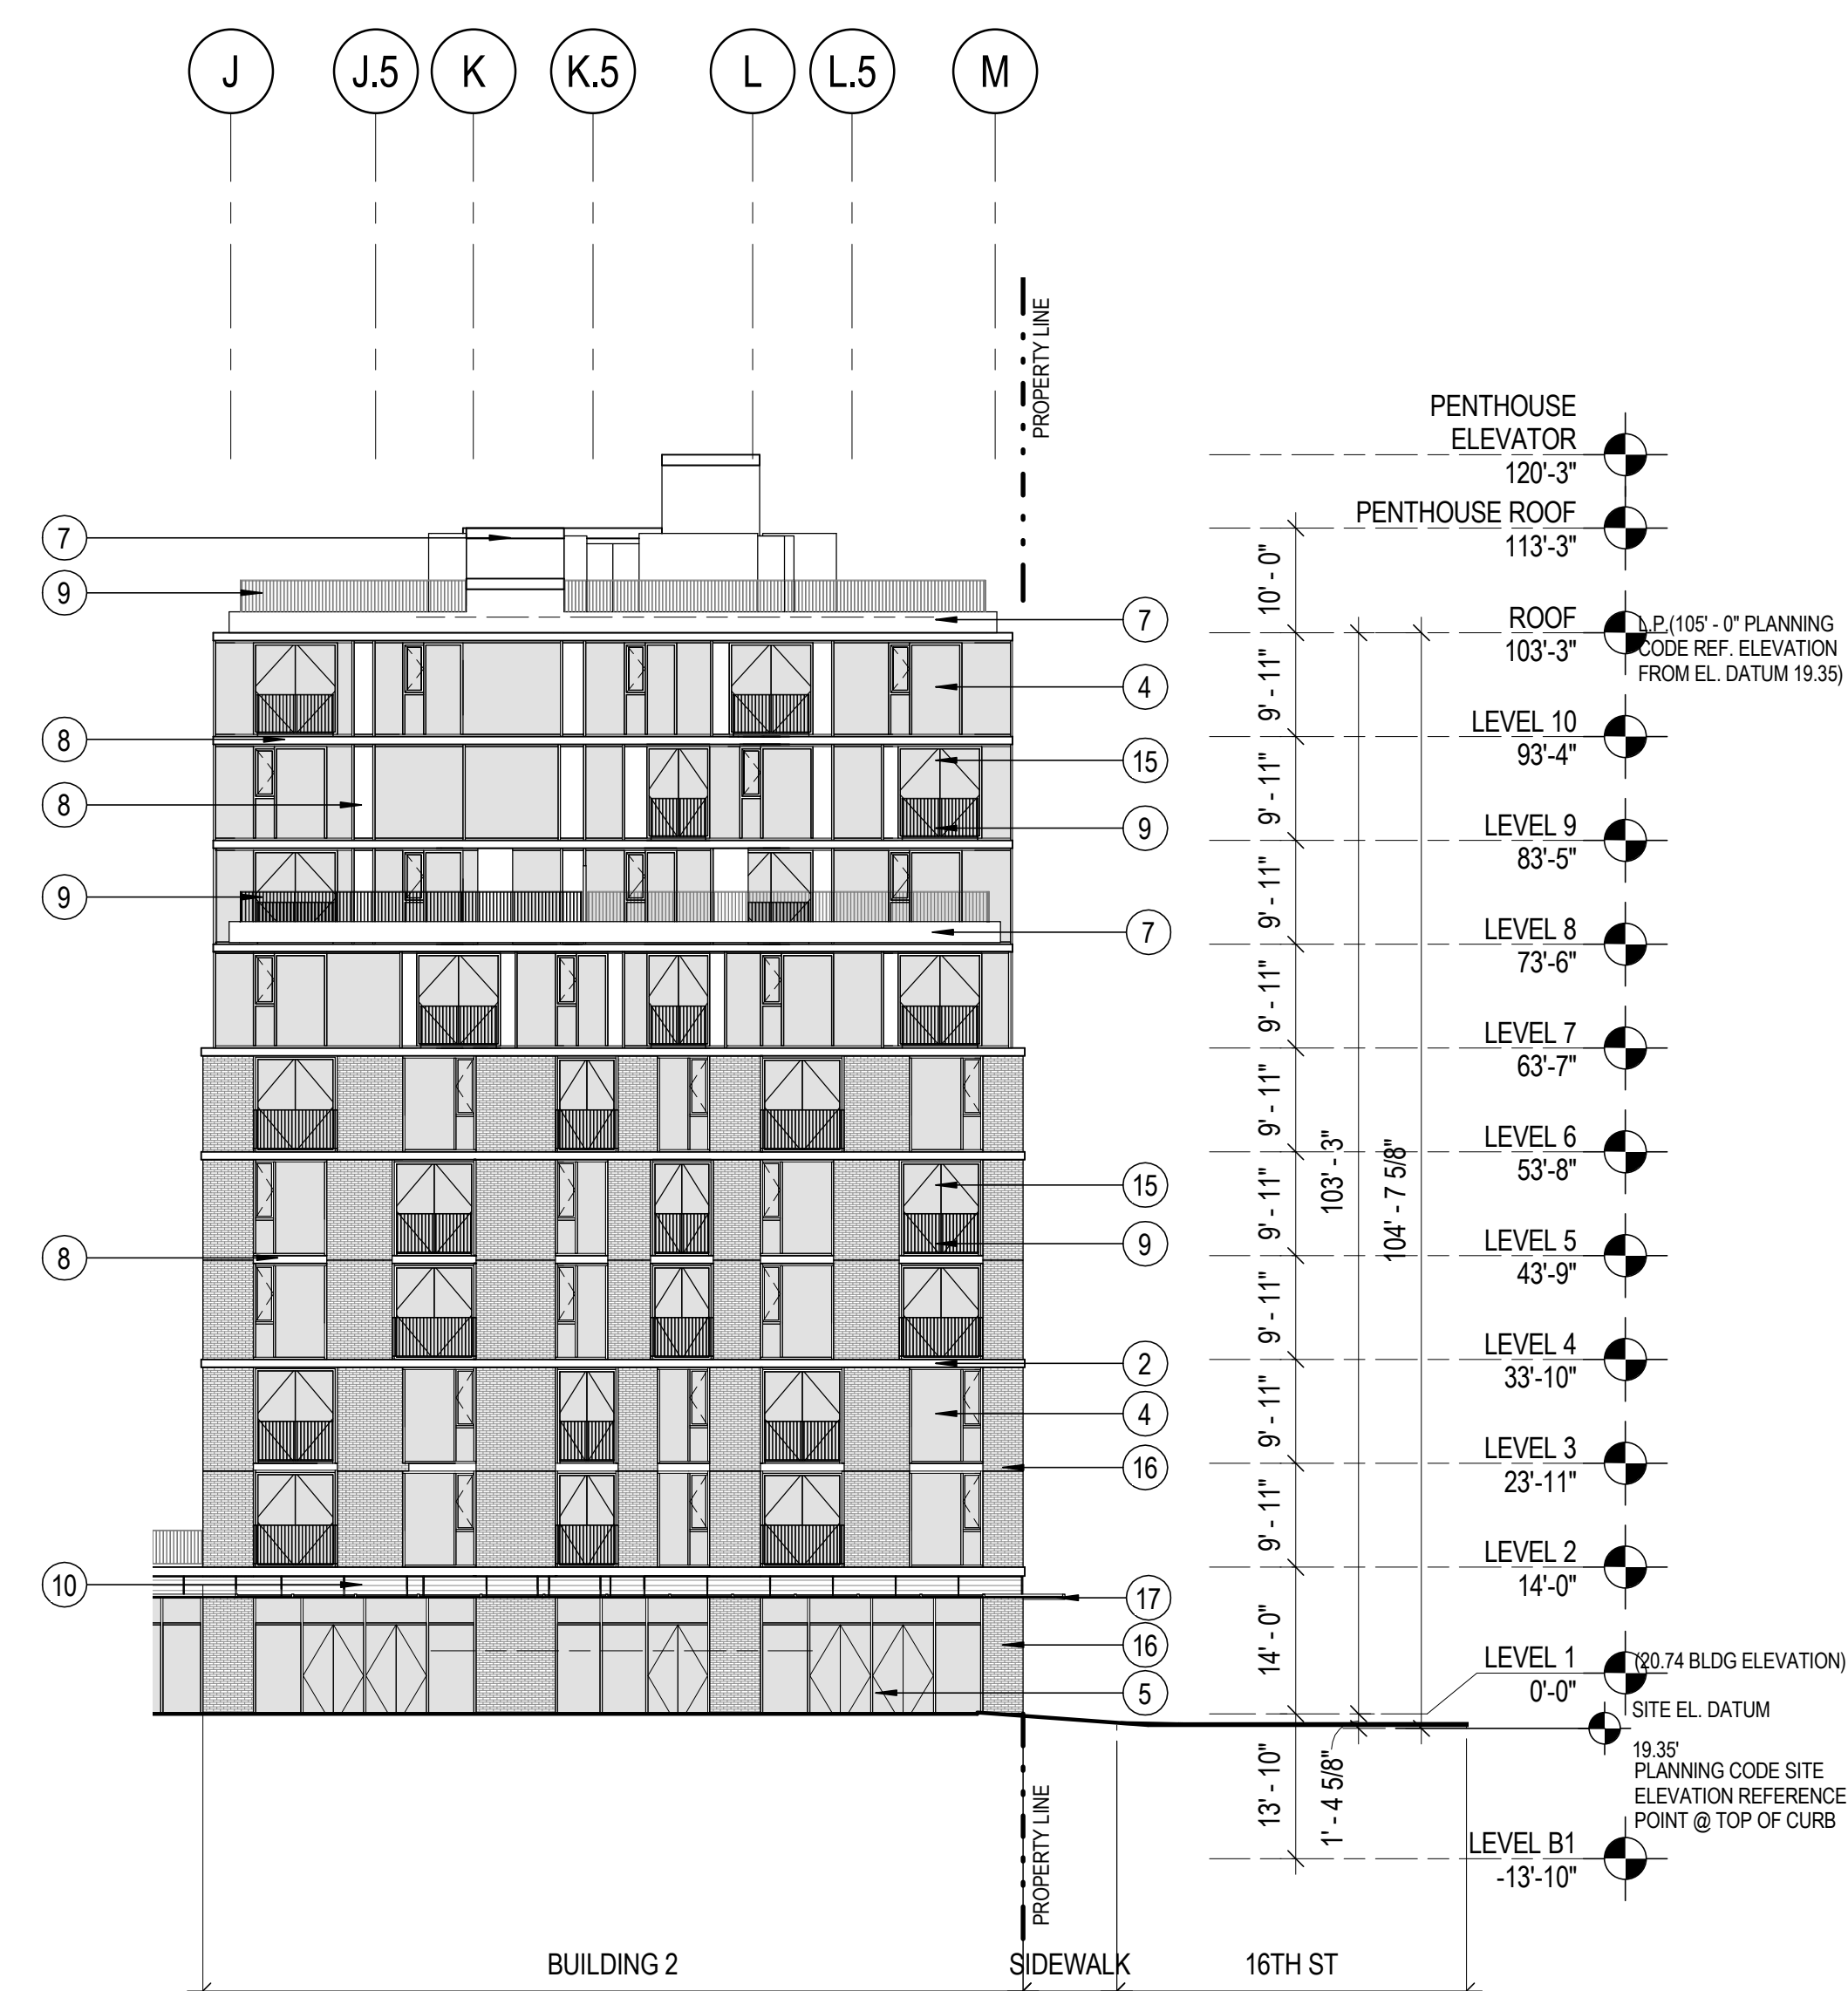 J J.5 K K.5 L L.5 M
PROPERTY LINE
PENTHOUSE
ELEVATOR
120'-3"
PENTHOUSE ROOF
113'-3"
10' - 0"
ROOF
103'-3"
L.P.(105' - 0" PLANNING
CODE REF. ELEVATION
FROM EL. DATUM 19.35)
9' - 11"
LEVEL 10
93'-4"
9' - 11"
LEVEL 9
83'-5"
9' - 11"
LEVEL 8
73'-6"
9' - 11"
LEVEL 7
63'-7"
9' - 11"
LEVEL 6
53'-8"
103' - 3"
104' - 7 5/8"
9' - 11"
LEVEL 5
43'-9"
9' - 11"
LEVEL 4
33'-10"
9' - 11"
LEVEL 3
23'-11"
9' - 11"
LEVEL 2
14'-0"
14' - 0"
LEVEL 1
0'-0"
(20.74 BLDG ELEVATION)
SITE EL. DATUM
19.35'
PLANNING CODE SITE
ELEVATION REFERENCE
POINT @ TOP OF CURB
13' - 10"
1' - 4 5/8"
LEVEL B1
-13'-10"
7
9
8
8
9
8
10
7
4
15
9
7
15
9
2
4
16
17
16
5
PROPERTY LINE
BUILDING 2
SIDEWALK
16TH ST